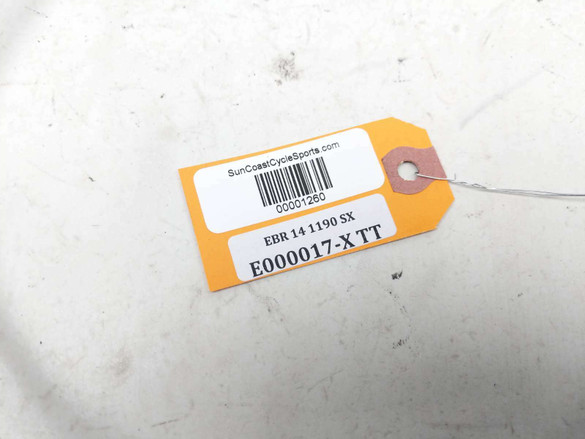 SunCoastCycleSports.com
00001260
EBR 14 1190 SX
E000017-X TT